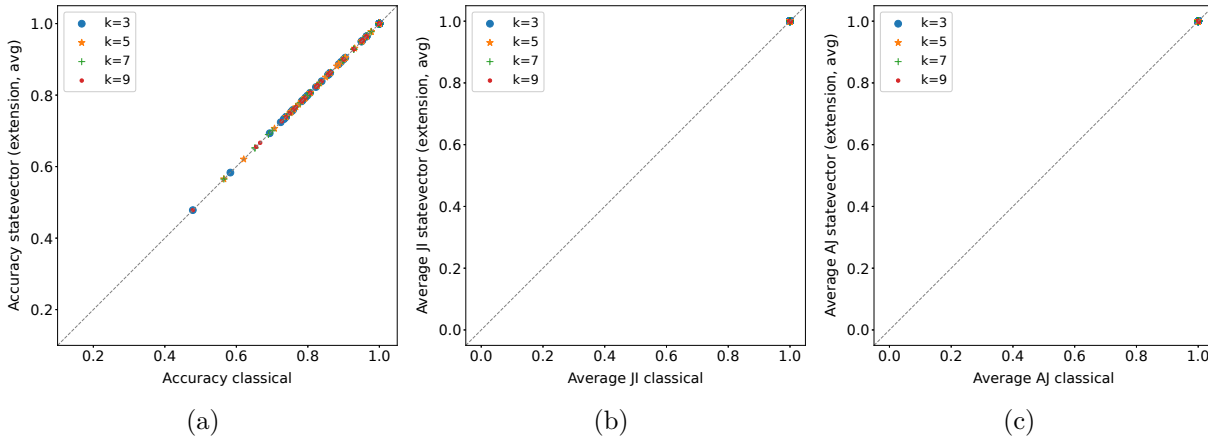 1.0
0.8
0.6
0.4
0.2
0.2 0.4 0.6 0.8 1.0
Accuracy statevector (extension, avg)
Accuracy classical
k=3
k=5
k=7
k=9
(a)
1.0
0.8
0.6
0.4
0.2
0.0
0.0 0.2 0.4 0.6 0.8 1.0
Average JI statevector (extension, avg)
Average JI classical
k=3
k=5
k=7
k=9
(b)
1.0
0.8
0.6
0.4
0.2
0.0
0.0 0.2 0.4 0.6 0.8 1.0
Average AJ statevector (extension, avg)
Average AJ classical
k=3
k=5
k=7
k=9
(c)